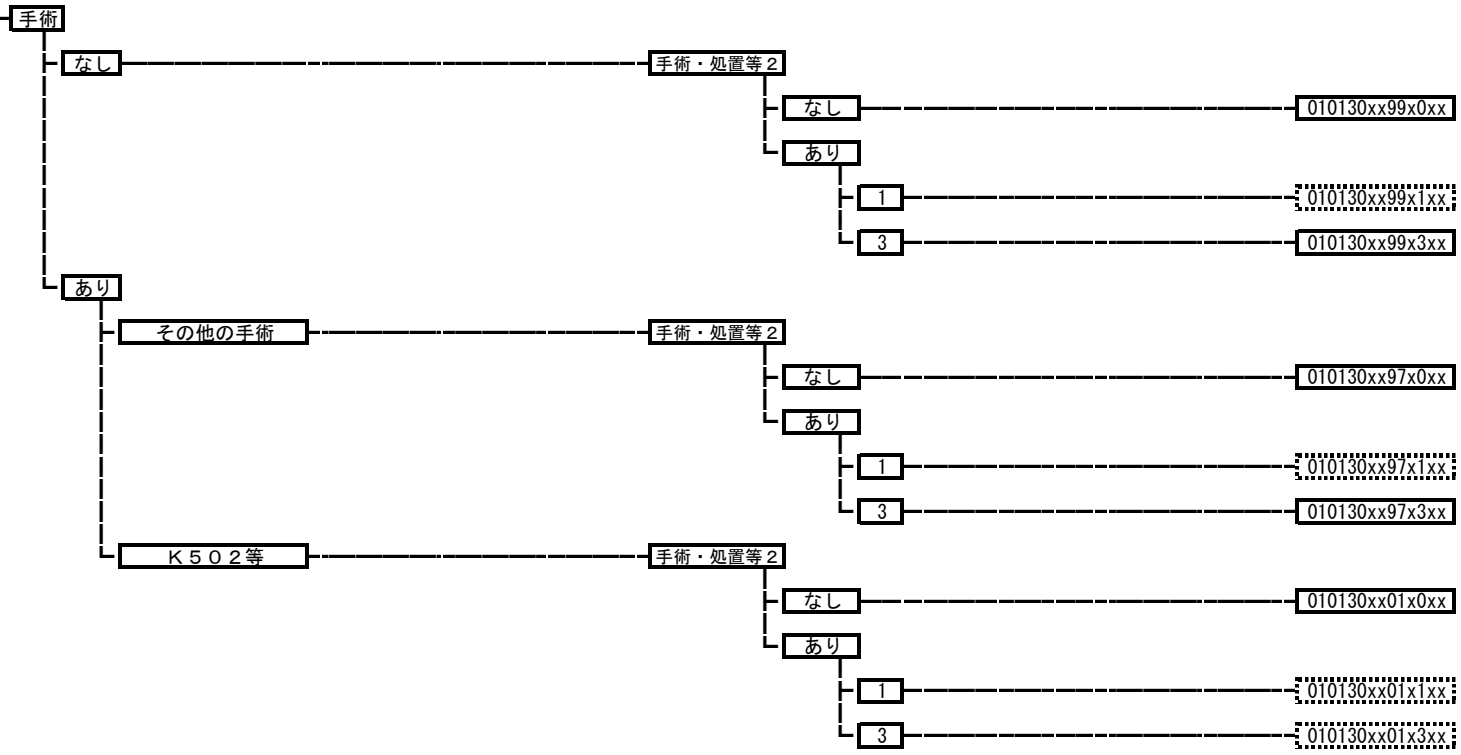 手術
なし 手術・処置等2
なし 010130xx99x0xx
あり
1 010130xx99x1xx
3 010130xx99x3xx
あり
その他の手術 手術・処置等2
なし 010130xx97x0xx
あり
1 010130xx97x1xx
3 010130xx97x3xx
K502等 手術・処置等2
なし 010130xx01x0xx
あり
1 010130xx01x1xx
3 010130xx01x3xx